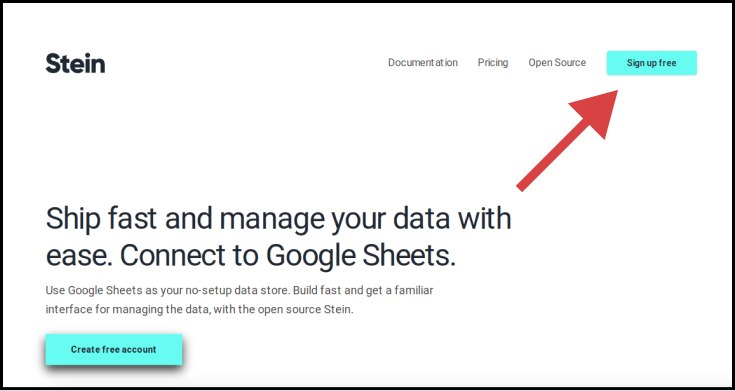 Stein
Documentation Pricing Open Source Sign up free
Ship fast and manage your data with
ease. Connect to Google Sheets.
Use Google Sheets as your no-setup data store. Build fast and get a familiar
interface for managing the data, with the open source Stein.
Create free account